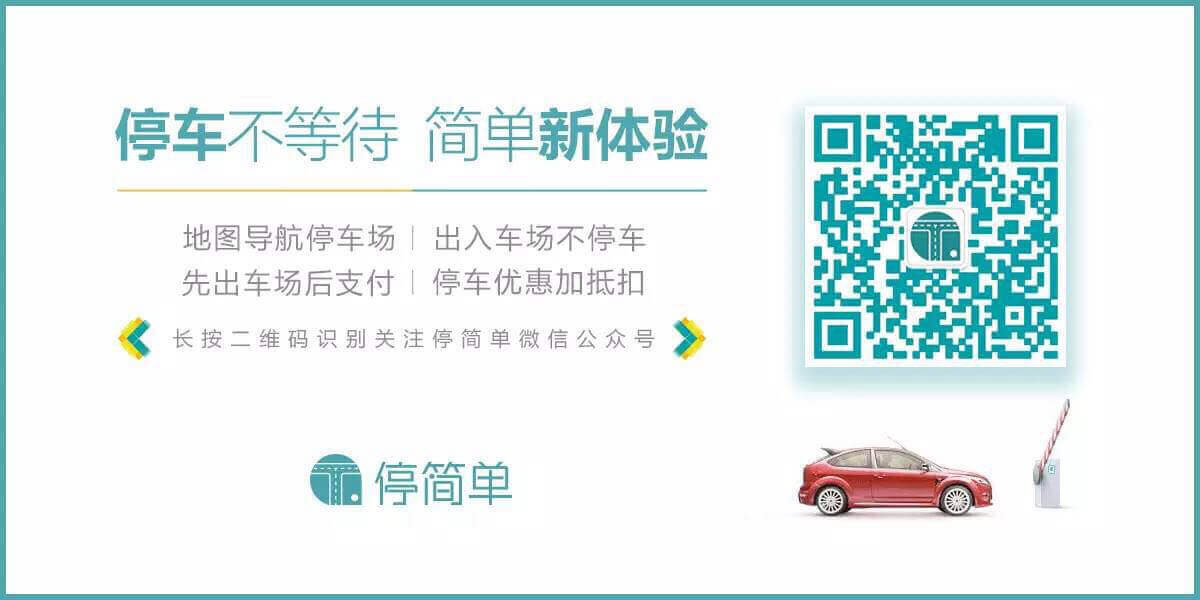 停车不等待 简单新体验
地图导航停车场 | 出入车场不停车
先出车场后支付 | 停车优惠加抵扣
长按二维码识别关注停简单微信公众号
停简单